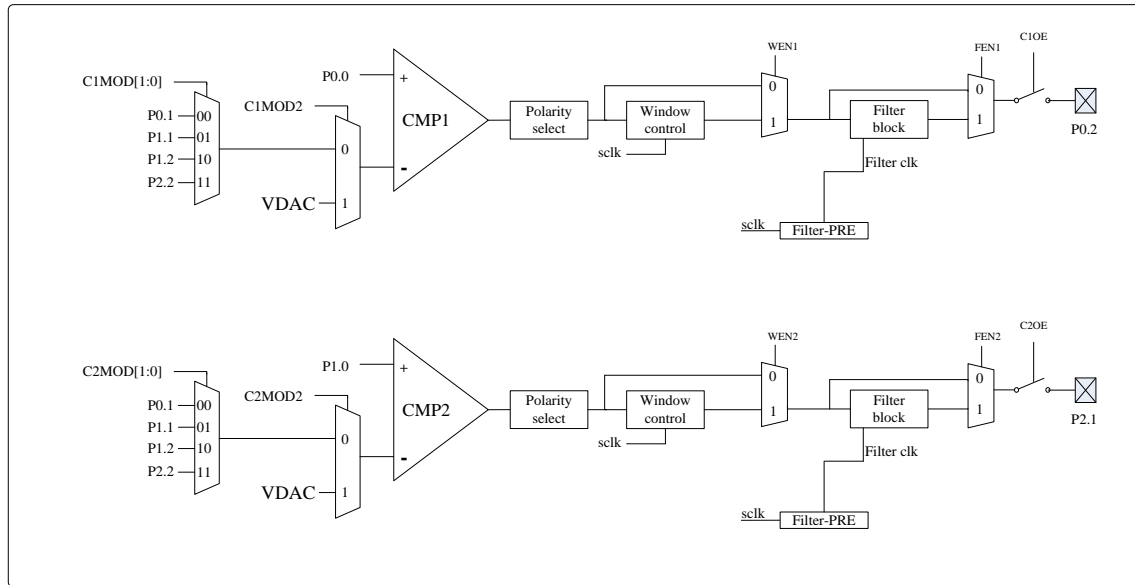 WEN1
FEN1
C1OE
C1MOD[1:0]
P0.0
+
C1MOD2
P0.1
00
P1.1
01
P1.2
10
P2.2
11
0
VDAC
1
CMP1
-
Polarity
select
Window
control
sclk
0
1
Filter
block
Filter clk
0
1
P0.2
sclk
Filter-PRE
WEN2
FEN2
C2OE
C2MOD[1:0]
P1.0
+
C2MOD2
P0.1
00
P1.1
01
P1.2
10
P2.2
11
0
VDAC
1
CMP2
-
Polarity
select
Window
control
sclk
0
1
Filter
block
Filter clk
0
1
P2.1
sclk
Filter-PRE